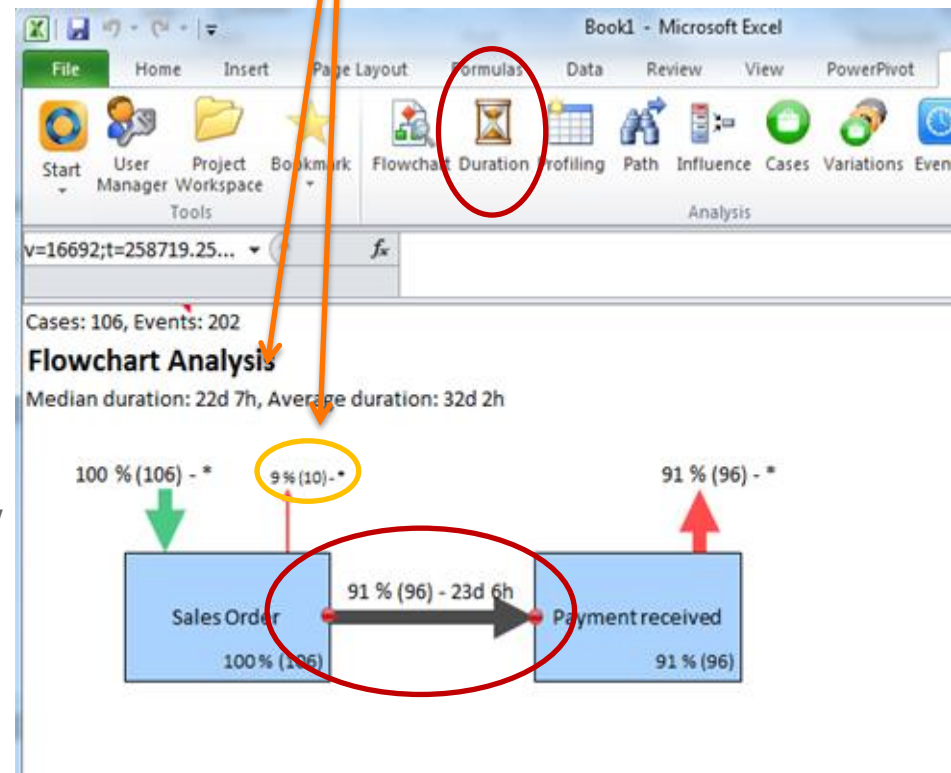 Book1 - Microsoft Excel
File Home Insert Page Layout Formulas Data Review View PowerPivot
Start User Manager Project Workspace Bookmark Flowchart Duration Profiling Path Influence Cases Variations Even
Tools Analysis
v=16692;t=258719.25... fx
Cases: 106, Events: 202
Flowchart Analysis
Median duration: 22d 7h, Average duration: 32d 2h
100 % (106) - * 9 % (10) - * 91 % (96) - *
91 % (96) - 23d 6h
Sales Order Payment received
100 % (106) 91 % (96)